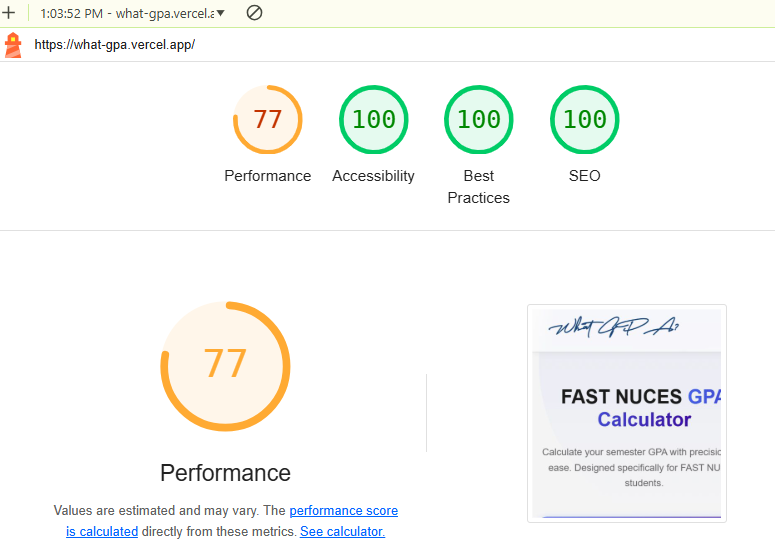 1:03:52 PM - what-gpa.vercel.a
https://what-gpa.vercel.app/
77 100 100 100
Performance Accessibility Best Practices SEO
77
Performance
Values are estimated and may vary. The performance score
is calculated directly from these metrics. See calculator.
What GPA?
FAST NUCES GPA
Calculator
Calculate your semester GPA with precisic
ease. Designed specifically for FAST NU
students.